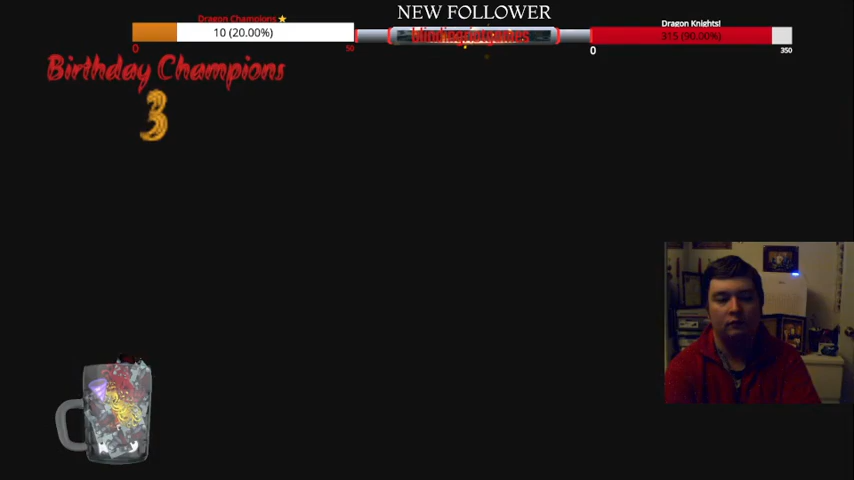 NEW FOLLOWER
Dragon Champions
10 (20.00%)
0
50
Dragon Knights!
315 (90.00%)
0
350
Birthday Champions
3